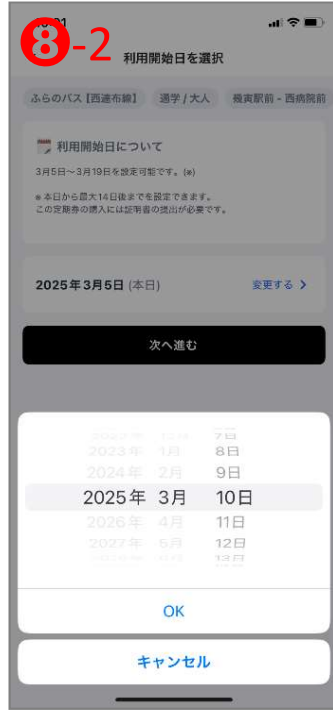 ❽-2
利用開始日を選択
ふらのバス【西達布線】 通学 / 大人 幾寅駅前 - 西病院前
利用開始日について
3月5日〜3月19日を設定可能です。(※)
※ 本日から最大14日後までを設定できます。
この定期券の購入には証明書の提出が必要です。
2025年3月5日 (本日) 変更する
次へ進む
7日
2023年 1月 8日
2024年 2月 9日
2025年 3月 10日
2026年 4月 11日
2027年 5月 12日
13日
OK
キャンセル